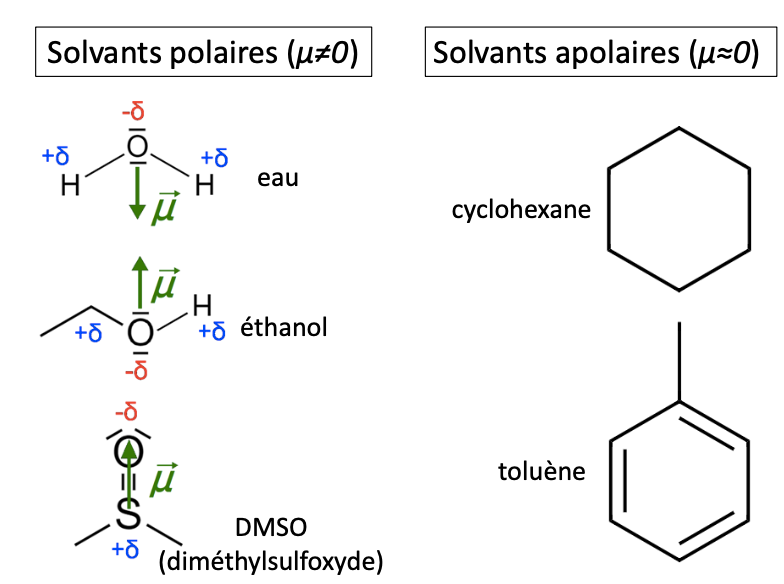 Solvants polaires (μ≠0)
-δ
+δ
O
+δ
H
H
eau
μ
μ
H
+δ
O
+δ
éthanol
-δ
-δ
O
μ
S
+δ
DMSO
(diméthylsulfoxyde)
Solvants apolaires (μ≈0)
cyclohexane
toluène